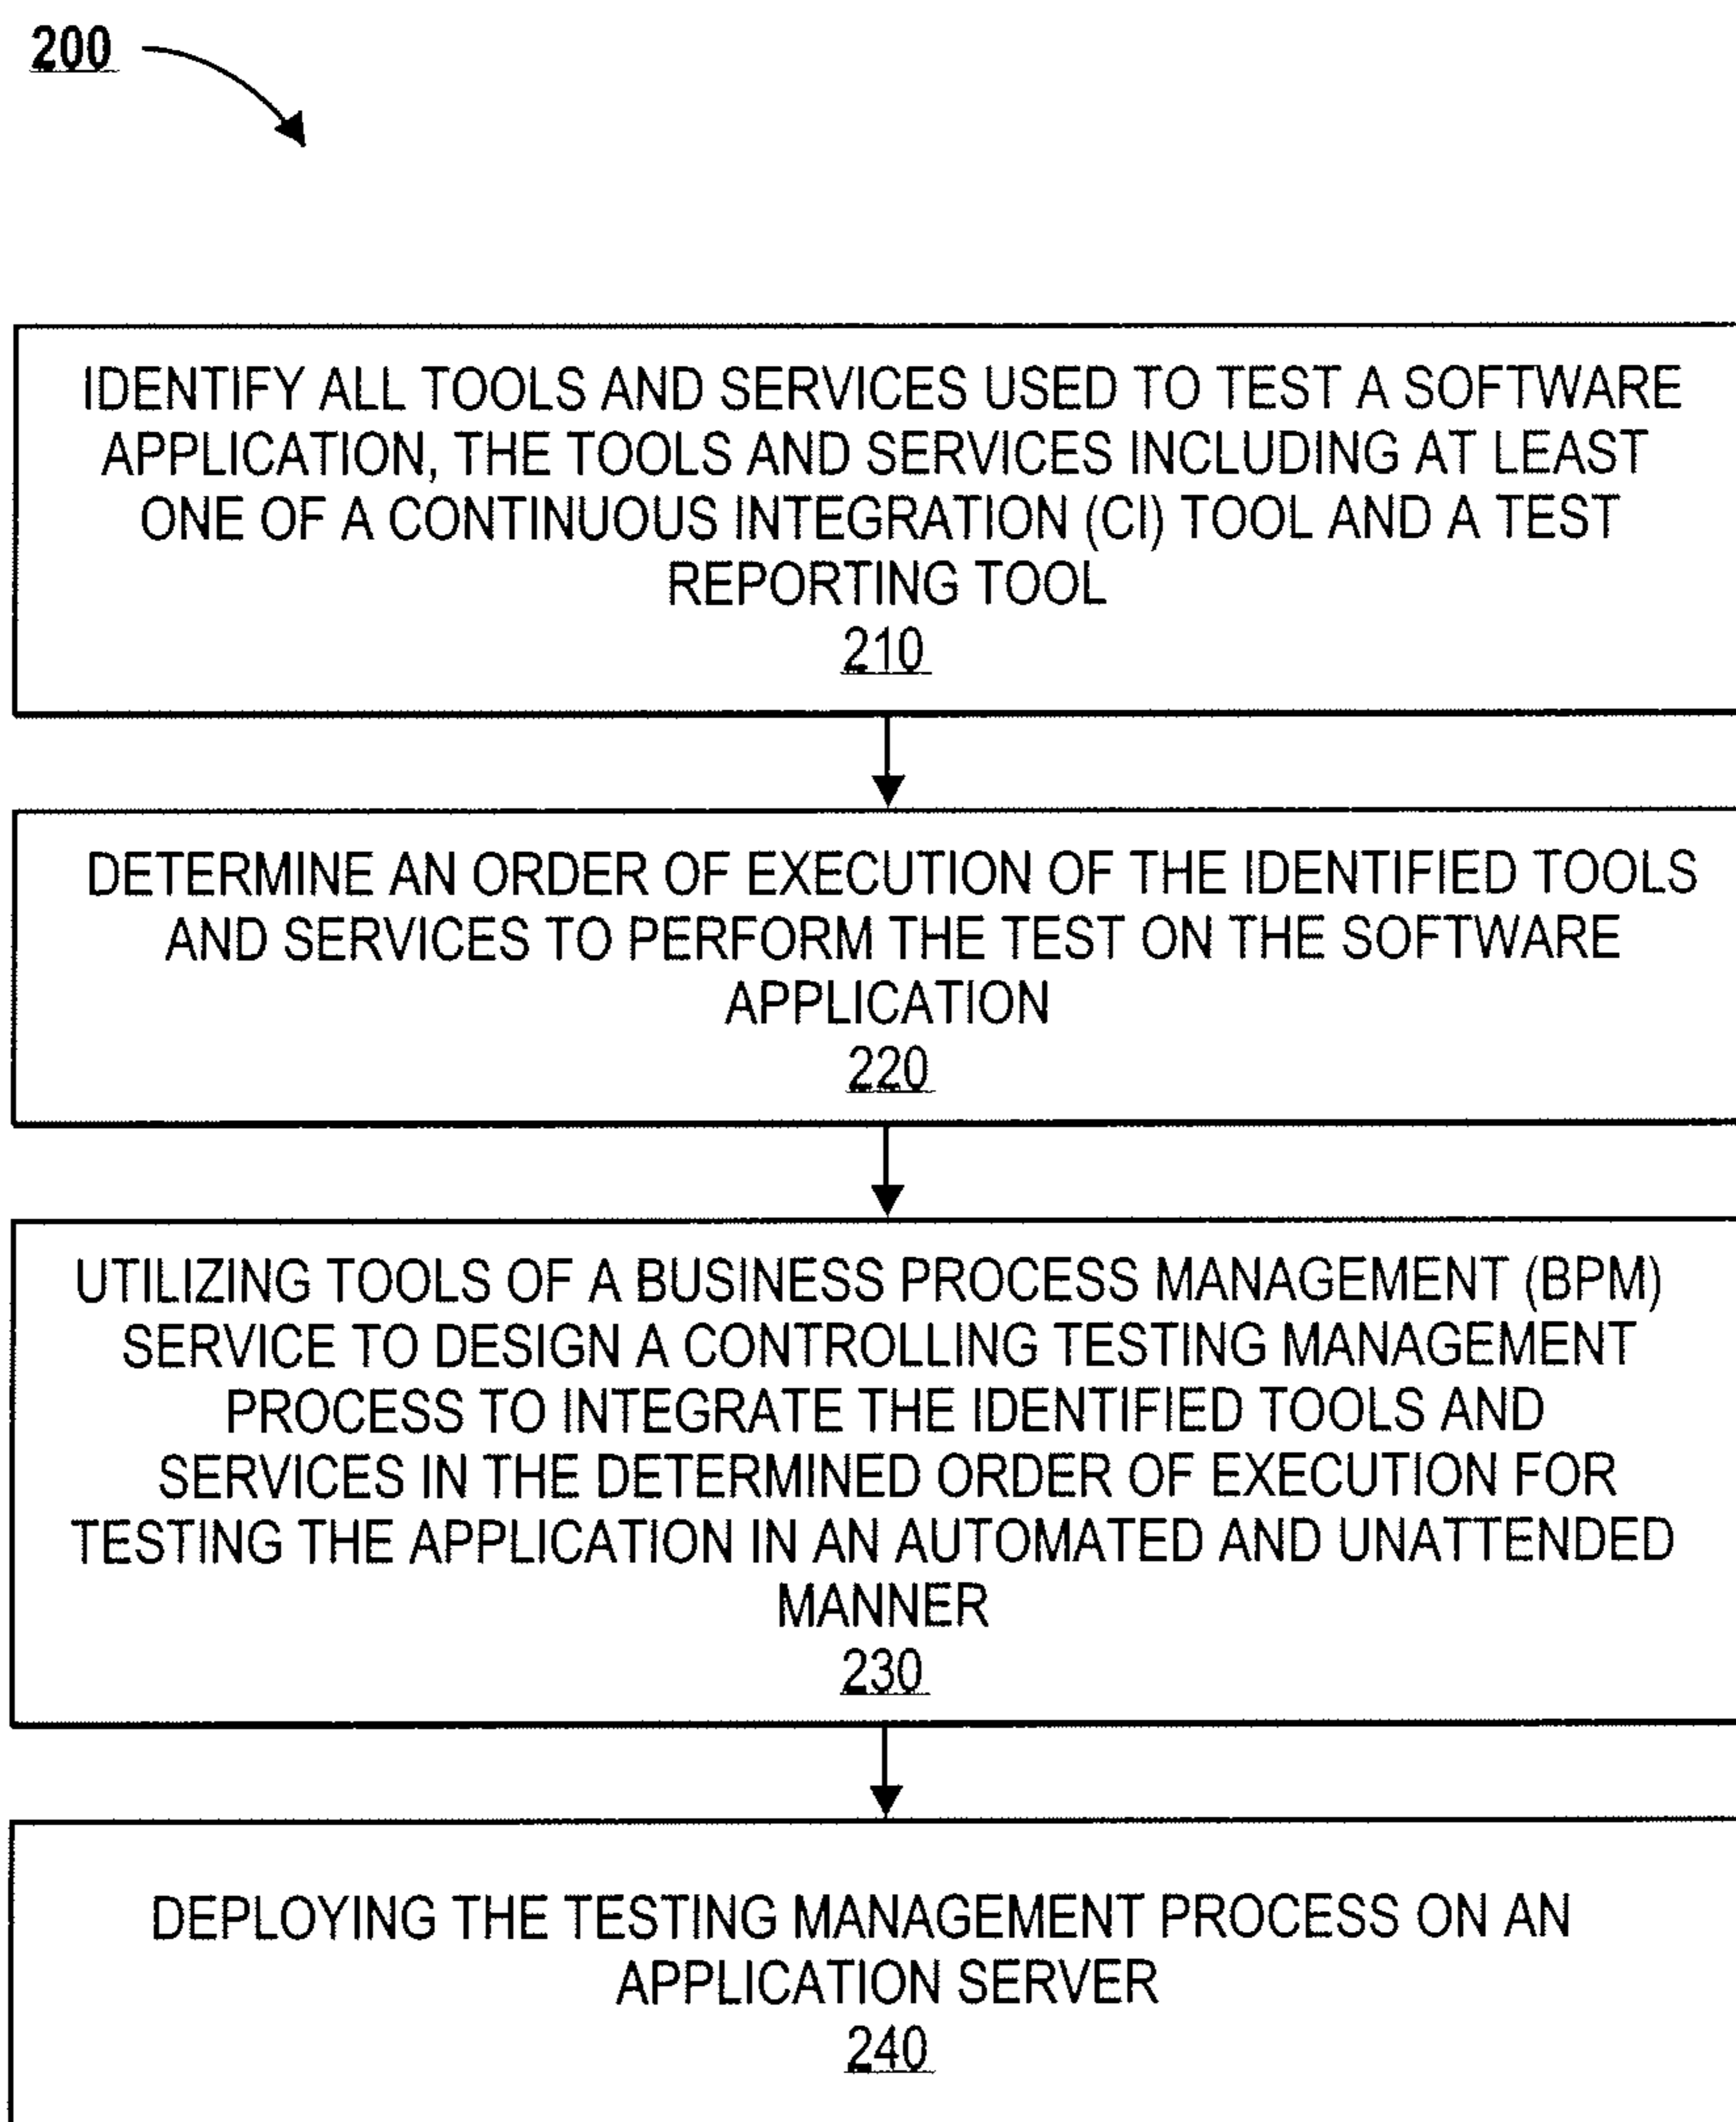 200
IDENTIFY ALL TOOLS AND SERVICES USED TO TEST A SOFTWARE
APPLICATION, THE TOOLS AND SERVICES INCLUDING AT LEAST
ONE OF A CONTINUOUS INTEGRATION (CI) TOOL AND A TEST
REPORTING TOOL
210
DETERMINE AN ORDER OF EXECUTION OF THE IDENTIFIED TOOLS
AND SERVICES TO PERFORM THE TEST ON THE SOFTWARE
APPLICATION
220
UTILIZING TOOLS OF A BUSINESS PROCESS MANAGEMENT (BPM)
SERVICE TO DESIGN A CONTROLLING TESTING MANAGEMENT
PROCESS TO INTEGRATE THE IDENTIFIED TOOLS AND
SERVICES IN THE DETERMINED ORDER OF EXECUTION FOR
TESTING THE APPLICATION IN AN AUTOMATED AND UNATTENDED
MANNER
230
DEPLOYING THE TESTING MANAGEMENT PROCESS ON AN
APPLICATION SERVER
240